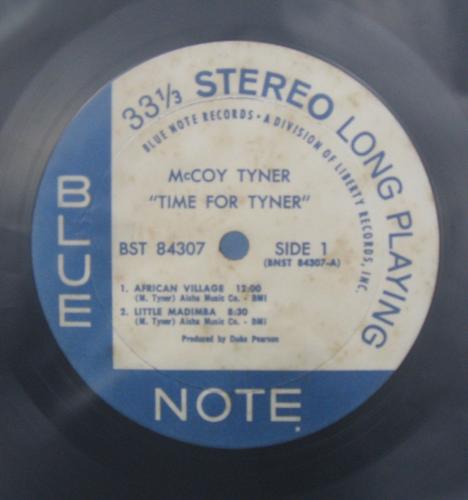 33⅓ STEREO LONG PLAYING
BLUE NOTE RECORDS • A DIVISION OF LIBERTY RECORDS, INC.
McCOY TYNER
"TIME FOR TYNER"
BST 84307 SIDE 1
(BNST 84307-A)
1. AFRICAN VILLAGE 12:00
(M. Tyner) Aisha Music Co. - BMI
2. LITTLE MADIMBA 8:30
(M. Tyner) Aisha Music Co. - BMI
Produced by Duke Pearson
BLUE
NOTE